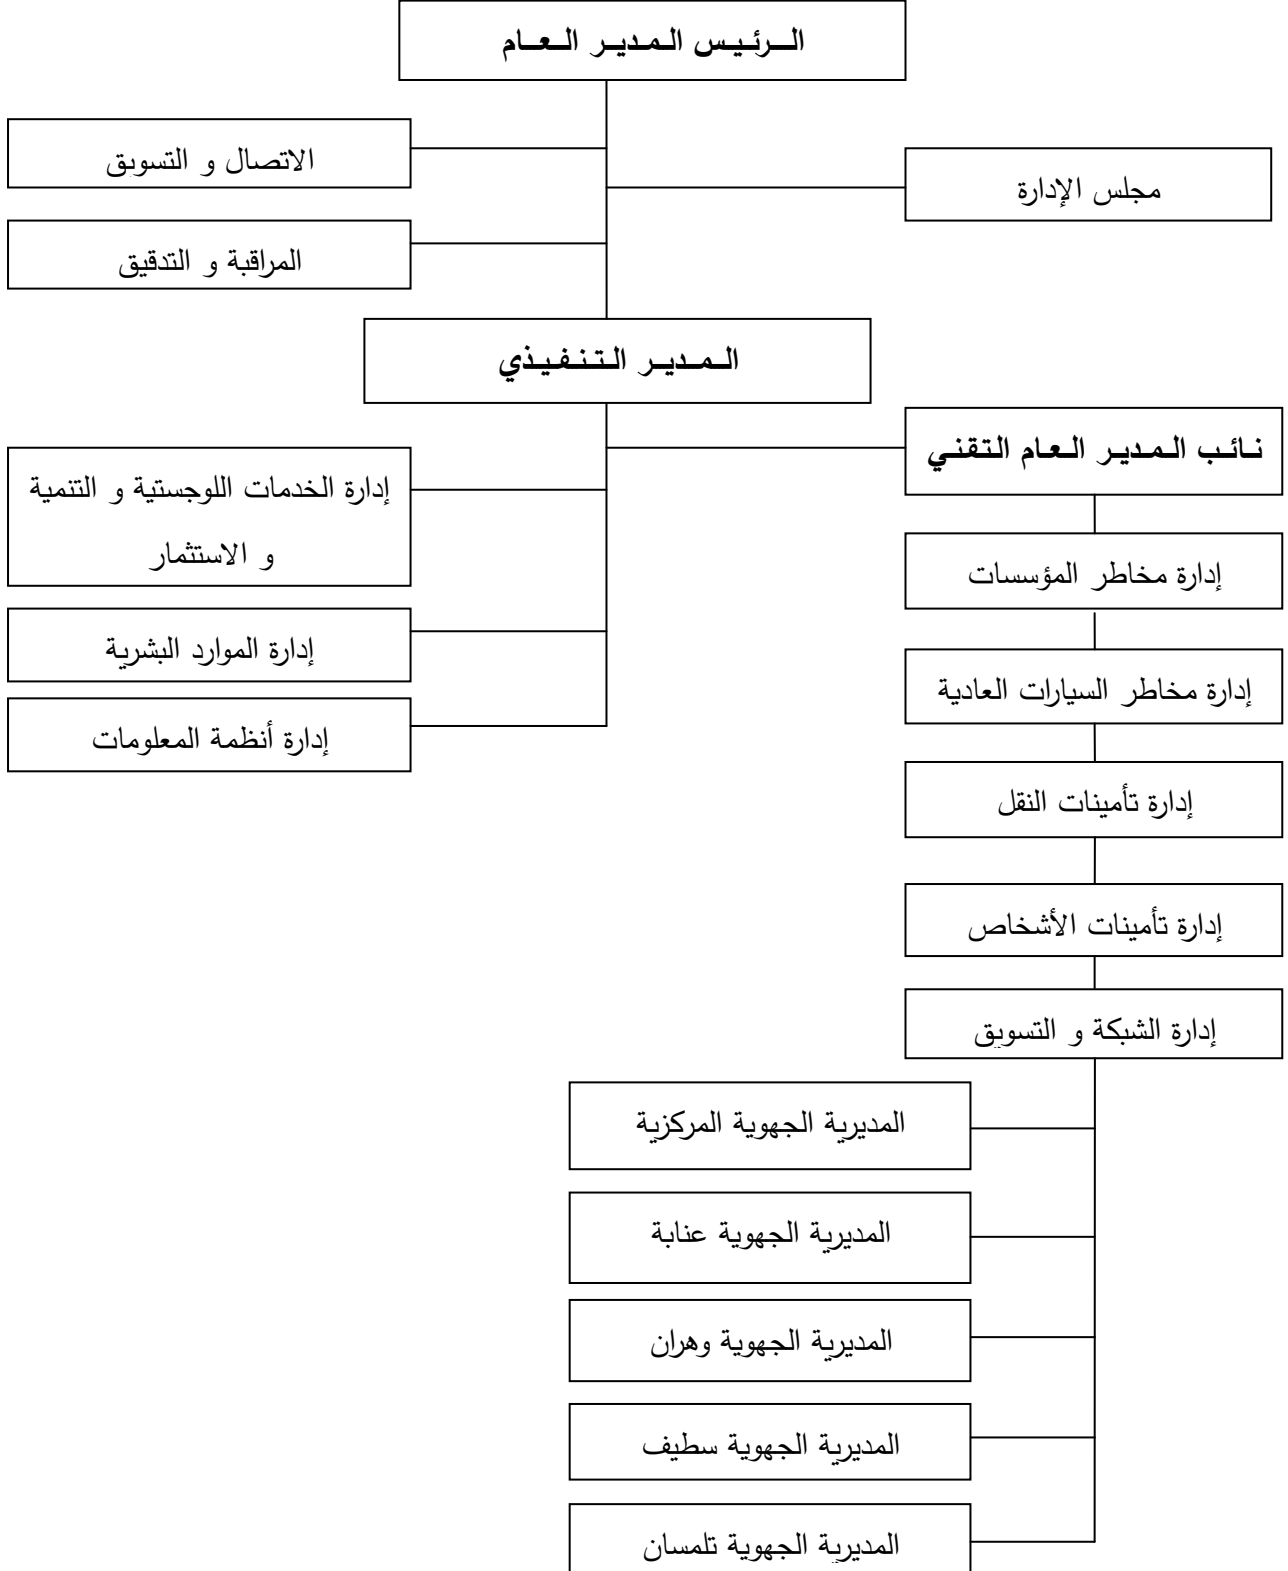 الـرئـيـس الـمـديـر الـعـام
مجلس الإدارة
الاتصال و التسويق
المراقبة و التدقيق
الـمـديـر الـتـنـفـيـذي
نـائـب الـمـديـر الـعـام التقنـي
إدارة الخدمات اللوجستية و التنمية
و الاستثمار
إدارة الموارد البشرية
إدارة أنظمة المعلومات
إدارة مخاطر المؤسسات
إدارة مخاطر السيارات العادية
إدارة تأمينات النقل
إدارة تأمينات الأشخاص
إدارة الشبكة و التسويق
المديرية الجهوية المركزية
المديرية الجهوية عنابة
المديرية الجهوية وهران
المديرية الجهوية سطيف
المديرية الجهوية تلمسان